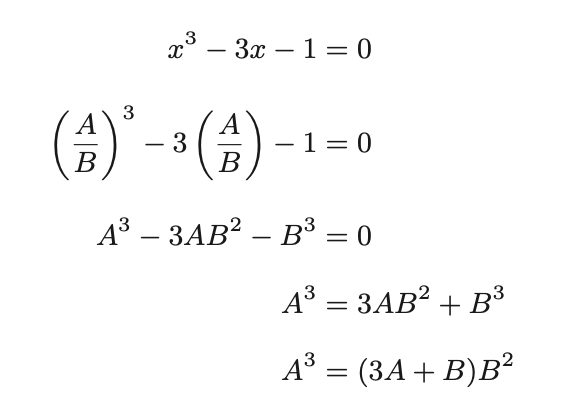 x³ − 3x − 1 = 0
(A/B)³ − 3(A/B) − 1 = 0
A³ − 3AB² − B³ = 0
A³ = 3AB² + B³
A³ = (3A + B)B²